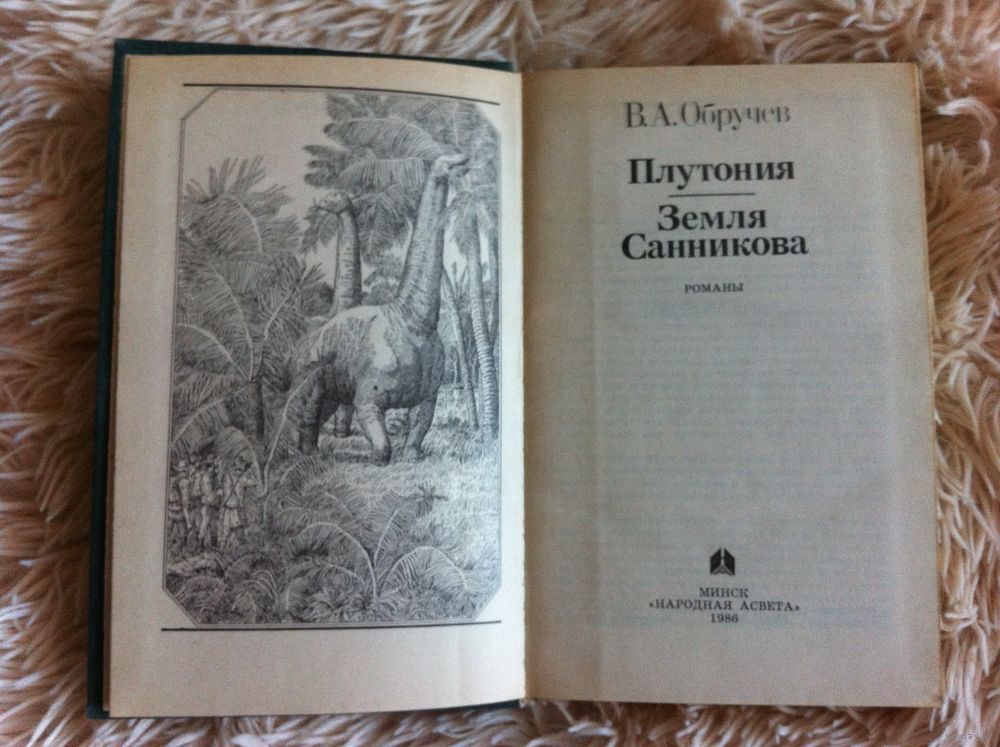 В.А.Обручев
Плутония
Земля
Санникова
РОМАНЫ
МИНСК
«НАРОДНАЯ АСВЕТА»
1986